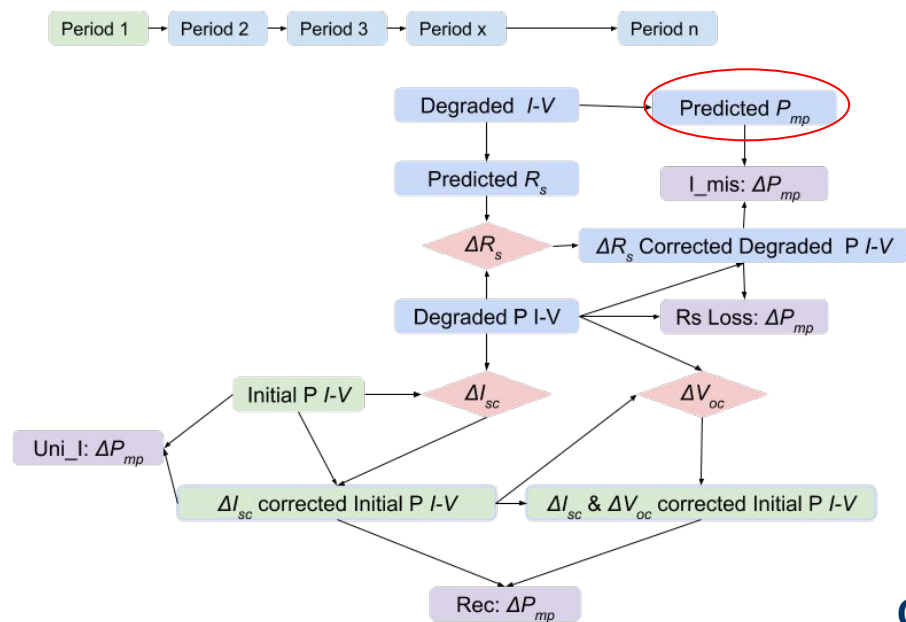 Period 1
Period 2
Period 3
Period x
Period n
Degraded I-V
Predicted Pmp
Predicted Rs
I_mis: ΔPmp
ΔRs
ΔRs Corrected Degraded P I-V
Degraded P I-V
Rs Loss: ΔPmp
Initial P I-V
ΔIsc
ΔVoc
Uni_I: ΔPmp
ΔIsc corrected Initial P I-V
ΔIsc & ΔVoc corrected Initial P I-V
Rec: ΔPmp